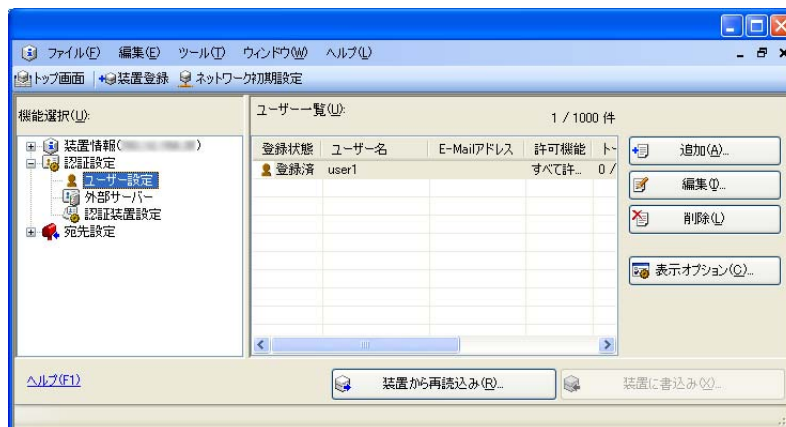 ファイル(F) 編集(E) ツール(T) ウィンドウ(W) ヘルプ(L)
トップ画面 装置登録 ネットワーク初期設定
機能選択(U):
装置情報( )
認証設定
ユーザー設定
外部サーバー
認証装置設定
宛先設定
ユーザー一覧(U):
1 / 1000 件
登録状態 ユーザー名 E-Mailアドレス 許可機能 ト
登録済 user1 すべて許... 0 /
追加(A)...
編集(I)...
削除(L)
表示オプション(C)...
ヘルプ(F1)
装置から再読込み(R)...
装置に書込み(X)...